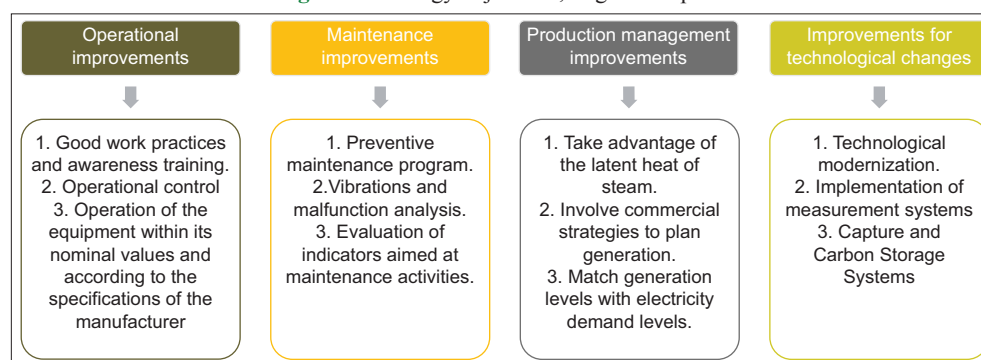 Operational
improvements
Maintenance
improvements
Production management
improvements
Improvements for
technological changes
1. Good work practices
and awareness training.
2. Operational control
3. Operation of the
equipment within its
nominal values and
according to the
specifications of the
manufacturer
1. Preventive
maintenance program.
2.Vibrations and
malfunction analysis.
3. Evaluation of
indicators aimed at
maintenance activities.
1. Take advantage of
the latent heat of
steam.
2. Involve commercial
strategies to plan
generation.
3. Match generation
levels with electricity
demand levels.
1. Technological
modernization.
2. Implementation of
measurement systems
3. Capture and
Carbon Storage
Systems